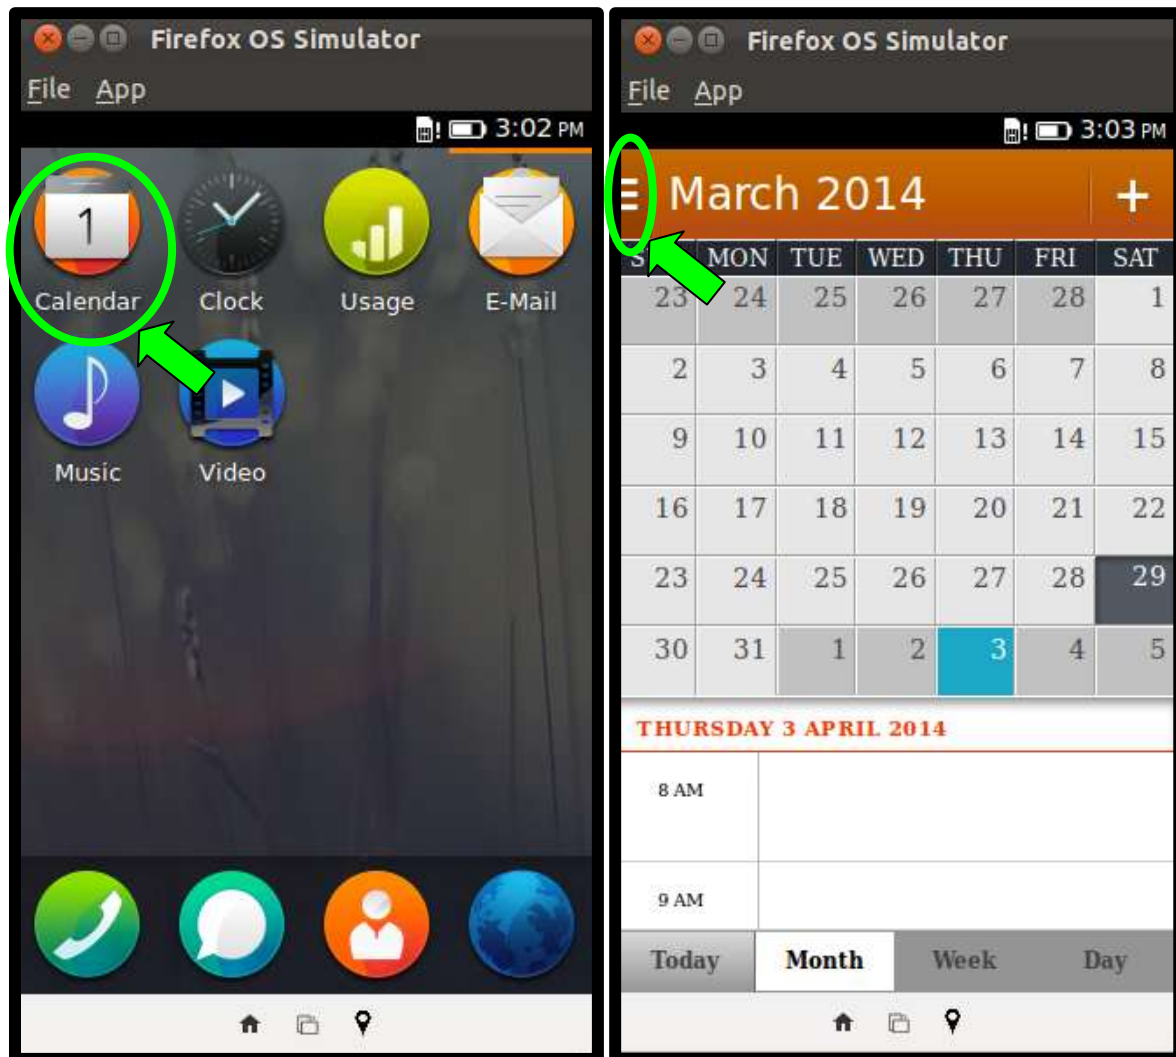 Firefox OS Simulator
File App
3:02 PM
1
Calendar Clock Usage E-Mail
Music Video
Firefox OS Simulator
File App
3:03 PM
March 2014 +
S MON TUE WED THU FRI SAT
23 24 25 26 27 28 1
2 3 4 5 6 7 8
9 10 11 12 13 14 15
16 17 18 19 20 21 22
23 24 25 26 27 28 29
30 31 1 2 3 4 5
THURSDAY 3 APRIL 2014
8 AM
9 AM
Today Month Week Day